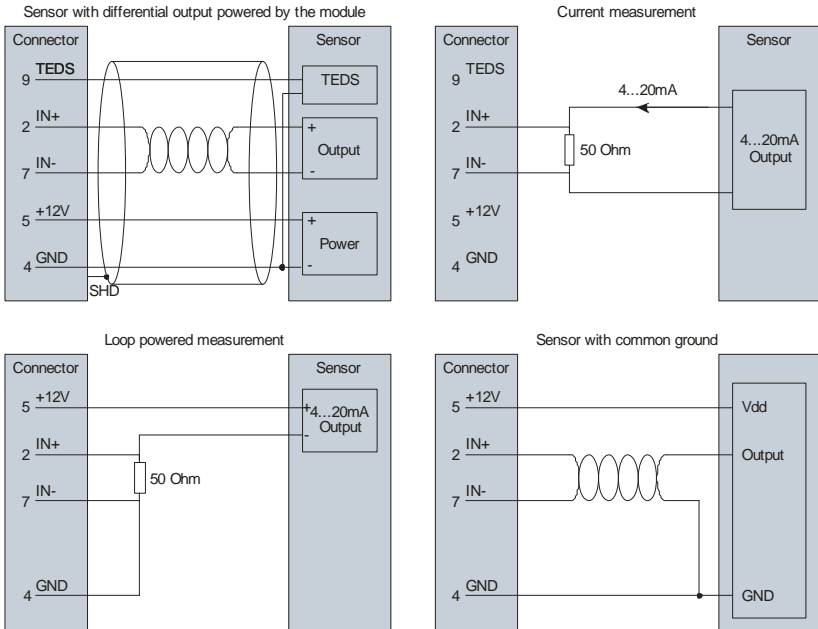 Sensor with differential output powered by the module
Connector
Sensor
9 TEDS
TEDS
2 IN+
+
Output
7 IN-
-
5 +12V
+
Power
4 GND
-
SHD
Current measurement
Connector
Sensor
9 TEDS
4...20mA
2 IN+
50 Ohm
4...20mA
Output
7 IN-
5 +12V
4 GND
Loop powered measurement
Connector
Sensor
5 +12V
+
4...20mA
Output
-
2 IN+
50 Ohm
7 IN-
4 GND
Sensor with common ground
Connector
Sensor
5 +12V
Vdd
2 IN+
Output
7 IN-
4 GND
GND